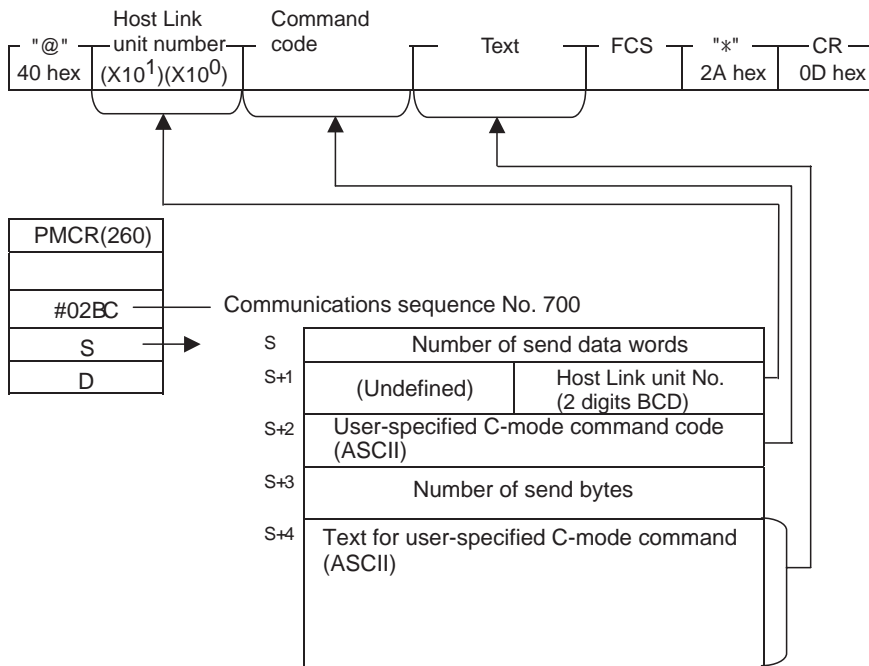 Host Link
unit number
Command
code
"@"
Text
FCS
"*"
CR
40 hex
(X10¹)(X10⁰)
2A hex
0D hex
PMCR(260)
#02BC
Communications sequence No. 700
S
D
S
Number of send data words
S+1
(Undefined)
Host Link unit No.
(2 digits BCD)
S+2
User-specified C-mode command code
(ASCII)
S+3
Number of send bytes
S+4
Text for user-specified C-mode command
(ASCII)